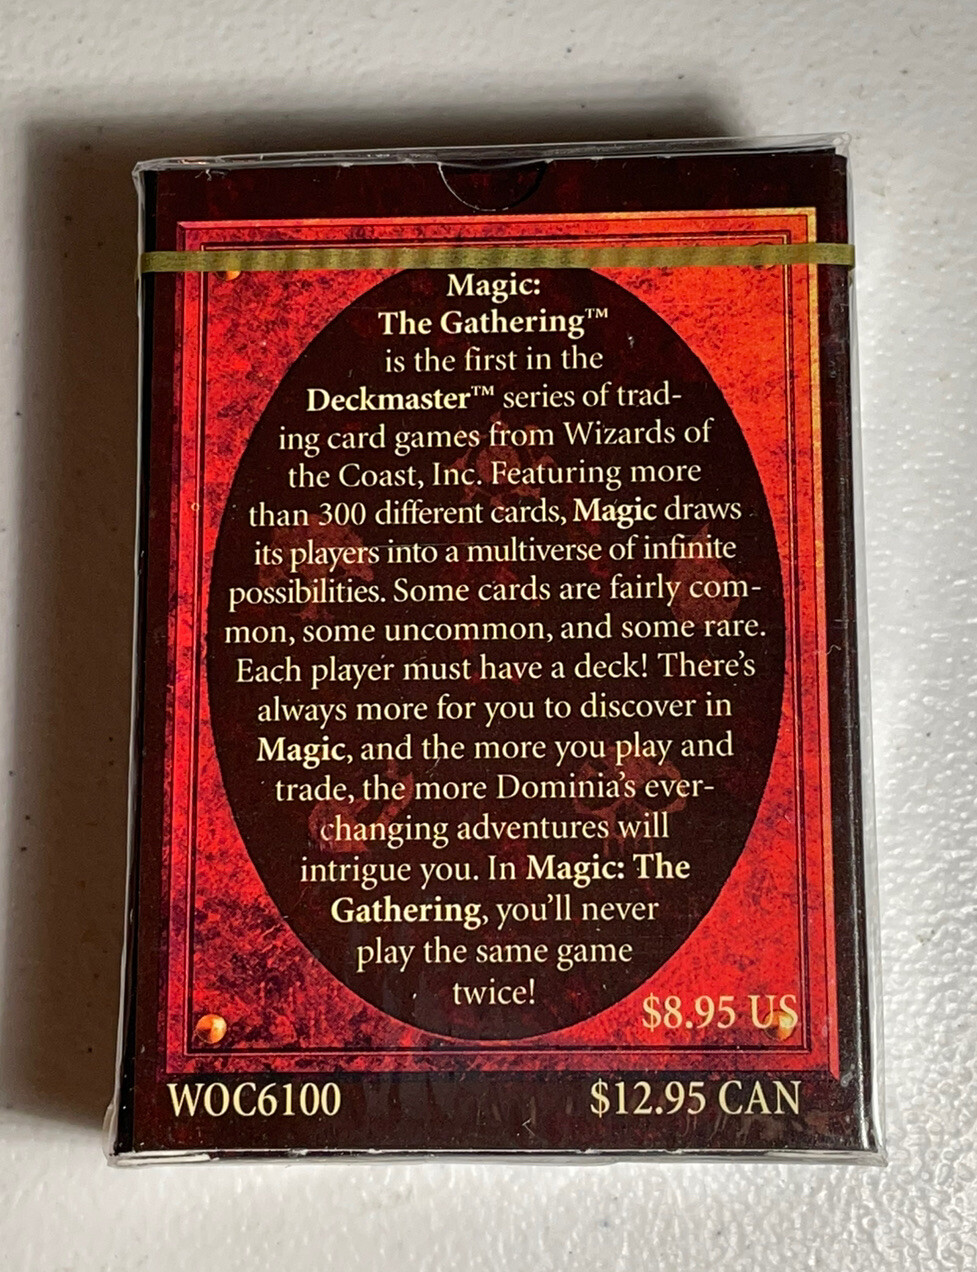 Magic:
The Gathering™
is the first in the
Deckmaster™ series of trad-
ing card games from Wizards of
the Coast, Inc. Featuring more
than 300 different cards, Magic draws
its players into a multiverse of infinite
possibilities. Some cards are fairly com-
mon, some uncommon, and some rare.
Each player must have a deck! There's
always more for you to discover in
Magic, and the more you play and
trade, the more Dominia's ever-
changing adventures will
intrigue you. In Magic: The
Gathering, you'll never
play the same game
twice!
$8.95 US
WOC6100
$12.95 CAN